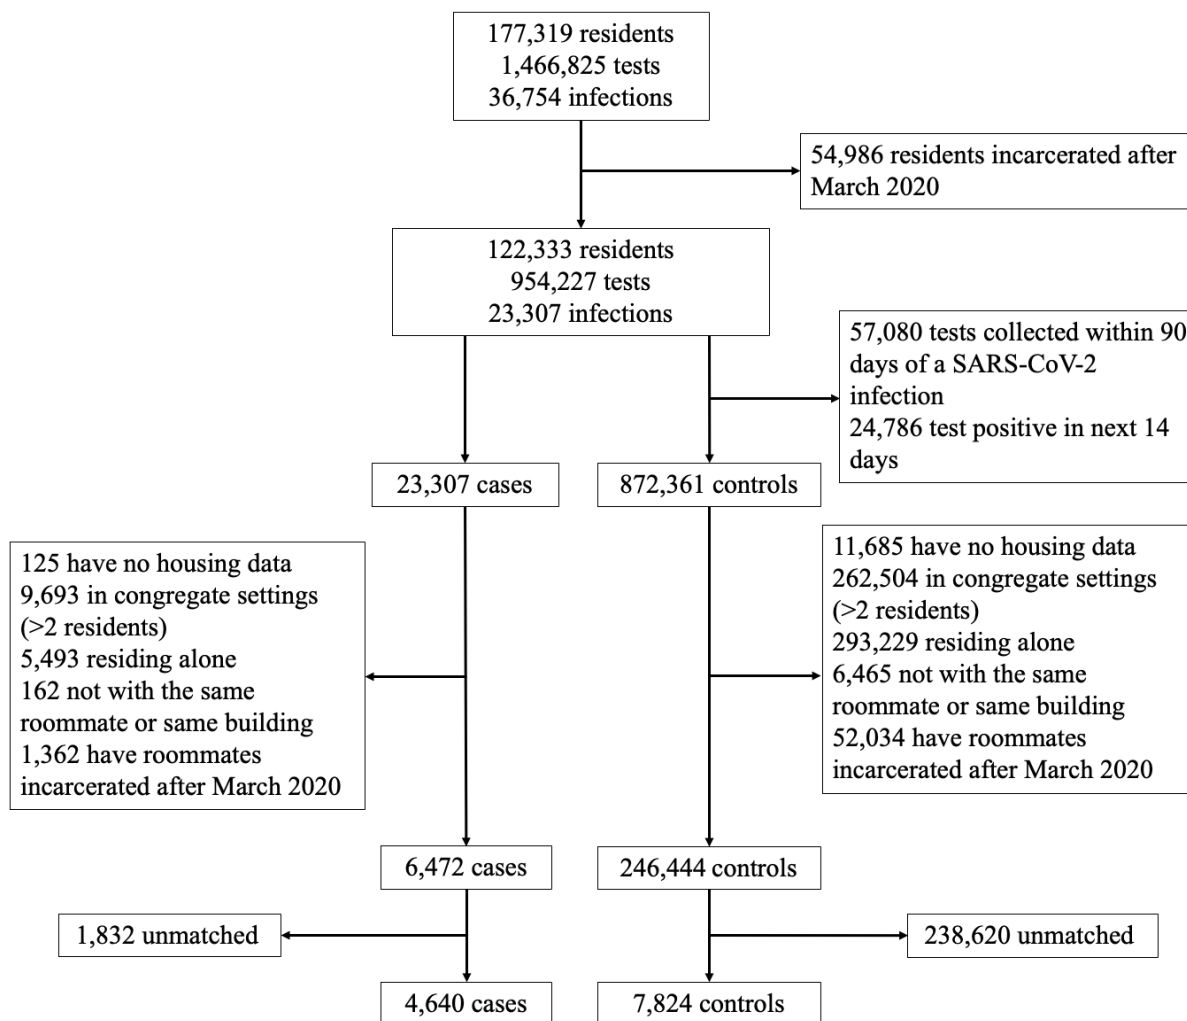 177,319 residents
1,466,825 tests
36,754 infections
54,986 residents incarcerated after
March 2020
122,333 residents
954,227 tests
23,307 infections
57,080 tests collected within 90
days of a SARS-CoV-2
infection
24,786 test positive in next 14
days
23,307 cases
872,361 controls
125 have no housing data
9,693 in congregate settings
(>2 residents)
5,493 residing alone
162 not with the same
roommate or same building
1,362 have roommates
incarcerated after March 2020
11,685 have no housing data
262,504 in congregate settings
(>2 residents)
293,229 residing alone
6,465 not with the same
roommate or same building
52,034 have roommates
incarcerated after March 2020
6,472 cases
246,444 controls
1,832 unmatched
238,620 unmatched
4,640 cases
7,824 controls